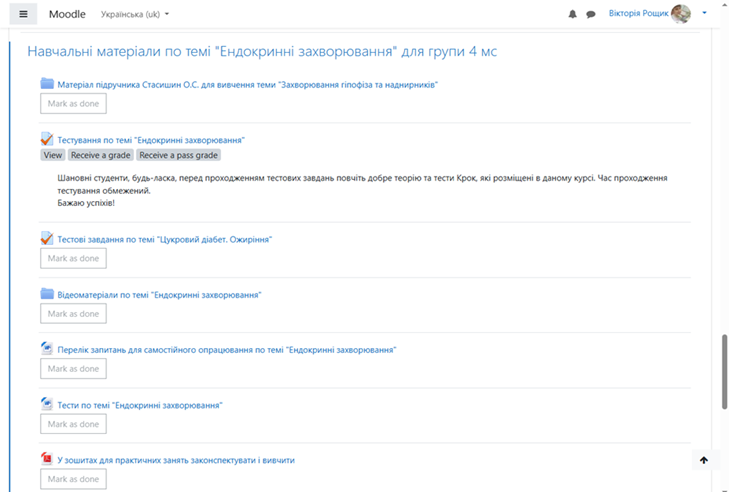 Moodle Українська (uk) Вікторія Рощик
Навчальні матеріали по темі "Ендокринні захворювання" для групи 4 мс
Матеріал підручника Стасишин О.С. для вивчення теми "Захворювання гіпофіза та наднирників"
Mark as done
Тестування по темі "Ендокринні захворювання"
View Receive a grade Receive a pass grade
Шановні студенти, будь-ласка, перед проходженням тестових завдань повчіть добре теорію та тести Крок, які розміщені в даному курсі. Час проходження
тестування обмежений.
Бажаю успіхів!
Тестові завдання по темі "Цукровий діабет. Ожиріння"
Mark as done
Відеоматеріали по темі "Ендокринні захворювання"
Mark as done
Перелік запитань для самостійного опрацювання по темі "Ендокринні захворювання"
Mark as done
Тести по темі "Ендокринні захворювання"
Mark as done
У зошитах для практичних занять законспектувати і вивчити
Mark as done